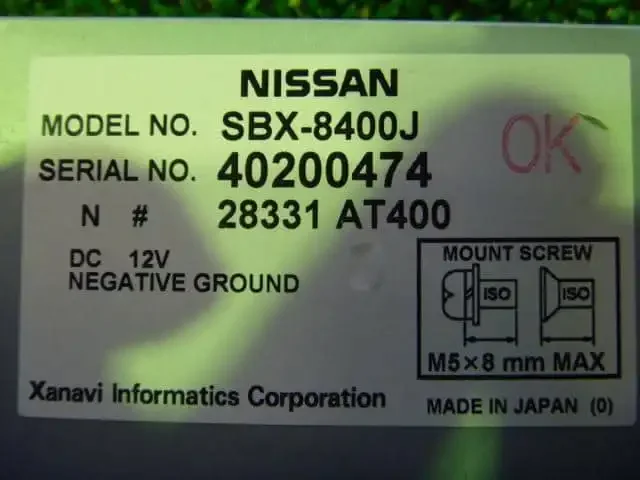 NISSAN
MODEL NO. SBX-8400J
OK
SERIAL NO. 40200474
N # 28331 AT400
DC 12V
NEGATIVE GROUND
MOUNT SCREW
ISO ISO
M5×8 mm MAX
Xanavi Informatics Corporation
MADE IN JAPAN (0)